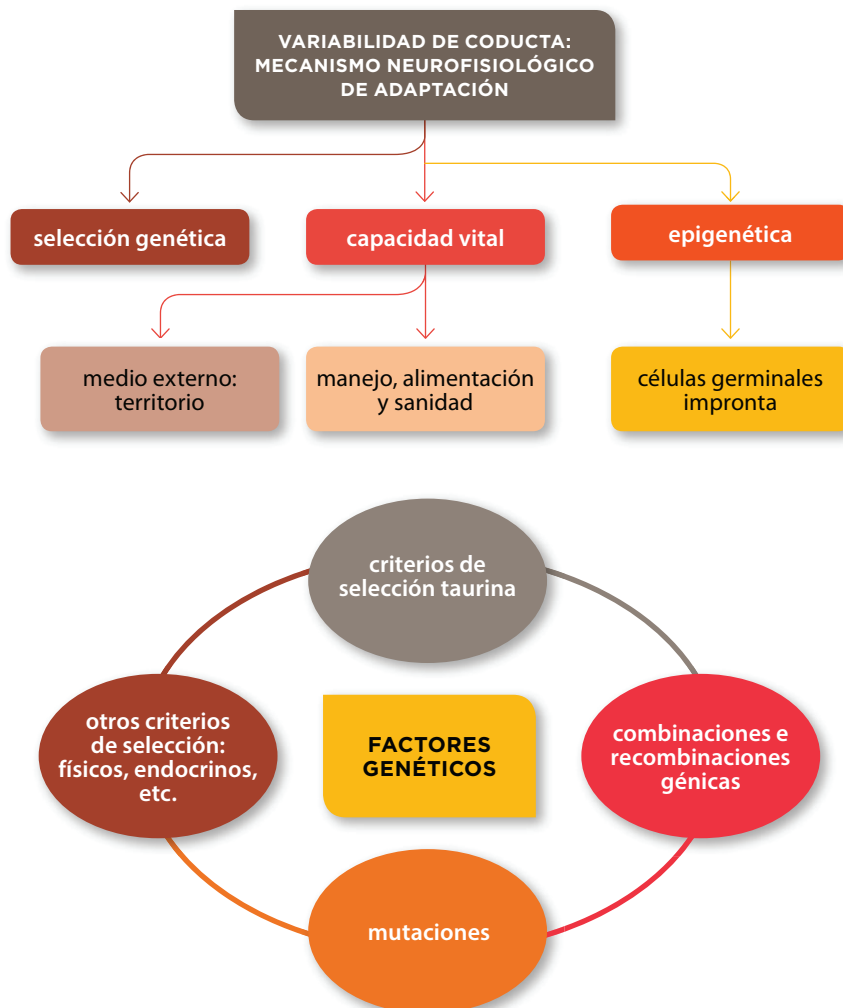 VARIABILIDAD DE CODUCTA:
MECANISMO NEUROFISIOLÓGICO
DE ADAPTACIÓN
selección genética
capacidad vital
epigenética
medio externo:
territorio
manejo, alimentación
y sanidad
células germinales
impronta
criterios de
selección taurina
otros criterios
de selección:
físicos, endocrinos,
etc.
FACTORES
GENÉTICOS
combinaciones e
recombinaciones
génicas
mutaciones